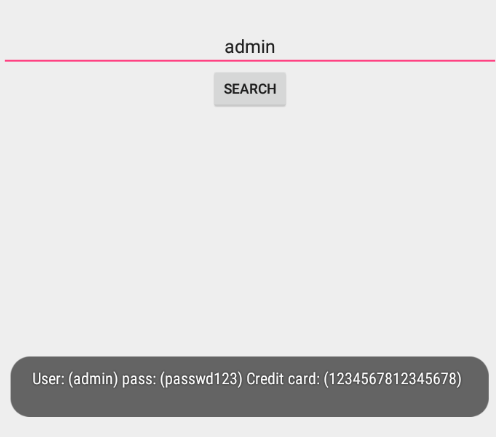 admin
SEARCH
User: (admin) pass: (passwd123) Credit card: (1234567812345678)